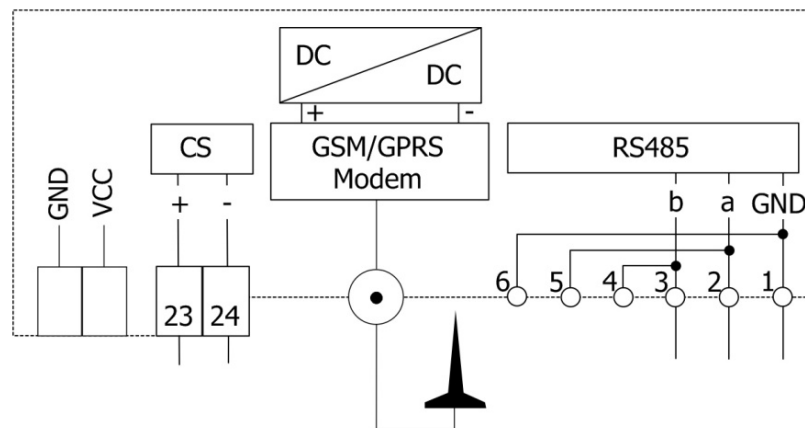 DC
DC
+ -
CS
GSM/GPRS
Modem
RS485
GND
VCC
+ -
b a GND
6 5 4 3 2 1
23 24